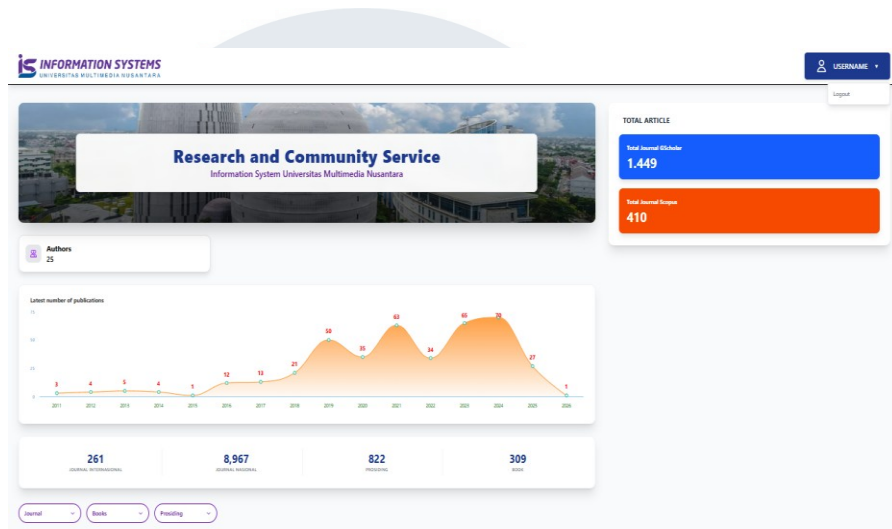 INFORMATION SYSTEMS
UNIVERSITAS MULTIMEDIA NUSANTARA
USERNAME
Logout
Research and Community Service
Information System Universitas Multimedia Nusantara
TOTAL ARTICLE
Total Journal GScholar
1.449
Total Journal Scopus
410
Authors
25
Latest number of publications
75
50
25
0
3 4 5 4 1 12 13 21 50 35 63 34 65 70 27 1
2011 2012 2013 2014 2015 2016 2017 2018 2019 2020 2021 2022 2023 2024 2025 2026
261 8,967 822 309
JOURNAL INTERNASIONAL JOURNAL NASIONAL PROSIDING BOOK
Journal Books Prosiding